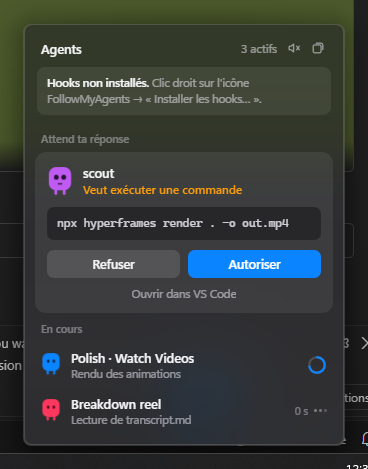 Agents
3 actifs
Hooks non installés. Clic droit sur l'icône
FollowMyAgents → « Installer les hooks… ».
Attend ta réponse
scout
Veut exécuter une commande
npx hyperframes render . -o out.mp4
Refuser
Autoriser
Ouvrir dans VS Code
En cours
Polish · Watch Videos
Rendu des animations
Breakdown reel
0 s
Lecture de transcript.md